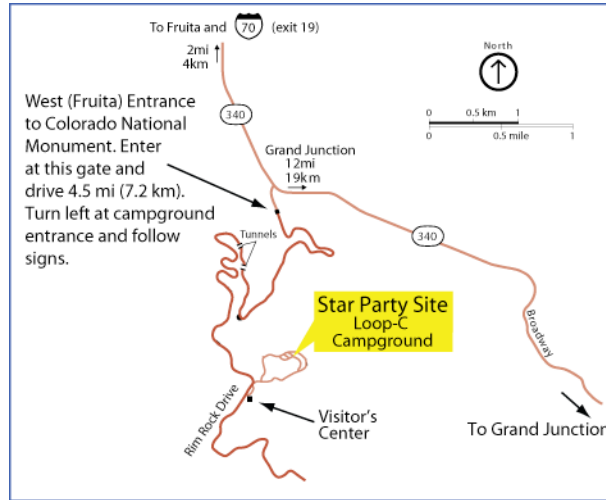 To Fruita and 70 (exit 19)
2mi
4km
North
0 0.5 km 1
0 0.5 mile 1
West (Fruita) Entrance
to Colorado National
Monument. Enter
at this gate and
drive 4.5 mi (7.2 km).
Turn left at campground
entrance and follow
signs.
340
Grand Junction
12mi
19km
340
Tunnels
Star Party Site
Loop-C
Campground
Broadway
Rim Rock Drive
Visitor's
Center
To Grand Junction